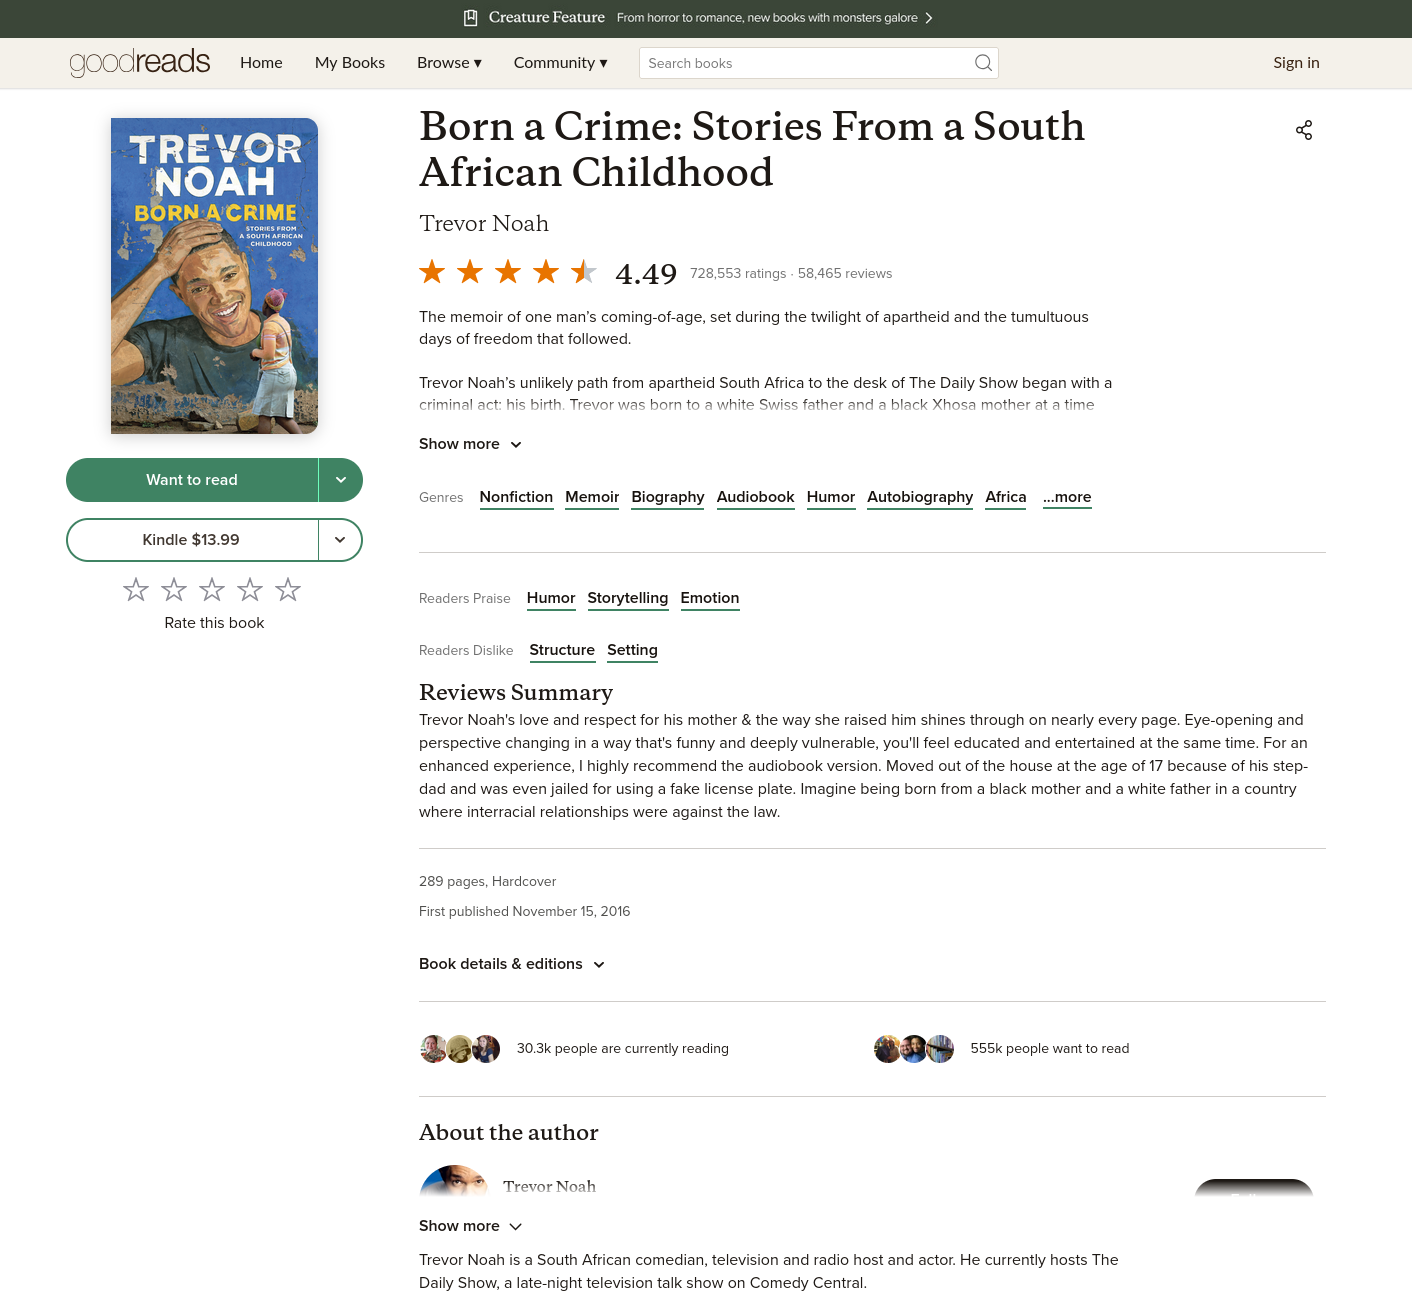 Creature Feature From horror to romance, new books with monsters galore
goodreads Home My Books Browse ▾ Community ▾ Search books Sign in
TREVOR
NOAH
BORN A CRIME
STORIES FROM
A SOUTH AFRICAN
CHILDHOOD
Want to read
Kindle $13.99
Rate this book
Born a Crime: Stories From a South
African Childhood
Trevor Noah
4.49 728,553 ratings · 58,465 reviews
The memoir of one man’s coming-of-age, set during the twilight of apartheid and the tumultuous
days of freedom that followed.
Trevor Noah’s unlikely path from apartheid South Africa to the desk of The Daily Show began with a
criminal act: his birth. Trevor was born to a white Swiss father and a black Xhosa mother at a time
Show more
Genres Nonfiction Memoir Biography Audiobook Humor Autobiography Africa ...more
Readers Praise Humor Storytelling Emotion
Readers Dislike Structure Setting
Reviews Summary
Trevor Noah's love and respect for his mother & the way she raised him shines through on nearly every page. Eye-opening and
perspective changing in a way that's funny and deeply vulnerable, you'll feel educated and entertained at the same time. For an
enhanced experience, I highly recommend the audiobook version. Moved out of the house at the age of 17 because of his step-
dad and was even jailed for using a fake license plate. Imagine being born from a black mother and a white father in a country
where interracial relationships were against the law.
289 pages, Hardcover
First published November 15, 2016
Book details & editions
30.3k people are currently reading 555k people want to read
About the author
Trevor Noah
Show more
Trevor Noah is a South African comedian, television and radio host and actor. He currently hosts The
Daily Show, a late-night television talk show on Comedy Central.